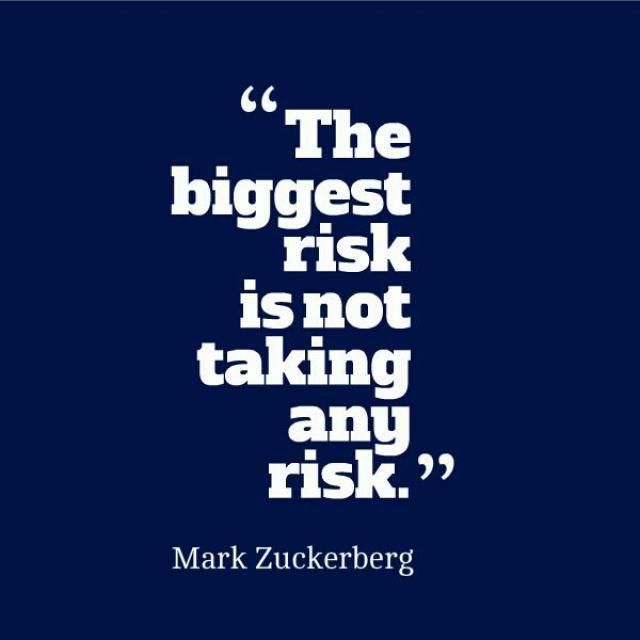 “The
biggest
risk
is not
taking
any
risk.”
Mark Zuckerberg